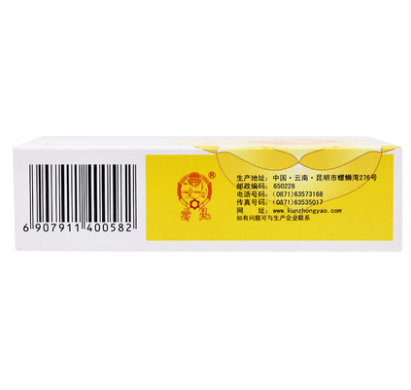 生产地址: 中国·云南·昆明市螺蛳湾276号
邮政编码: 650228
电话号码: (0871)63573168
传真号码: (0871)63535017
网 址: www.kunzhongyao.com
如有问题可与生产企业联系
®
6 907911 400582